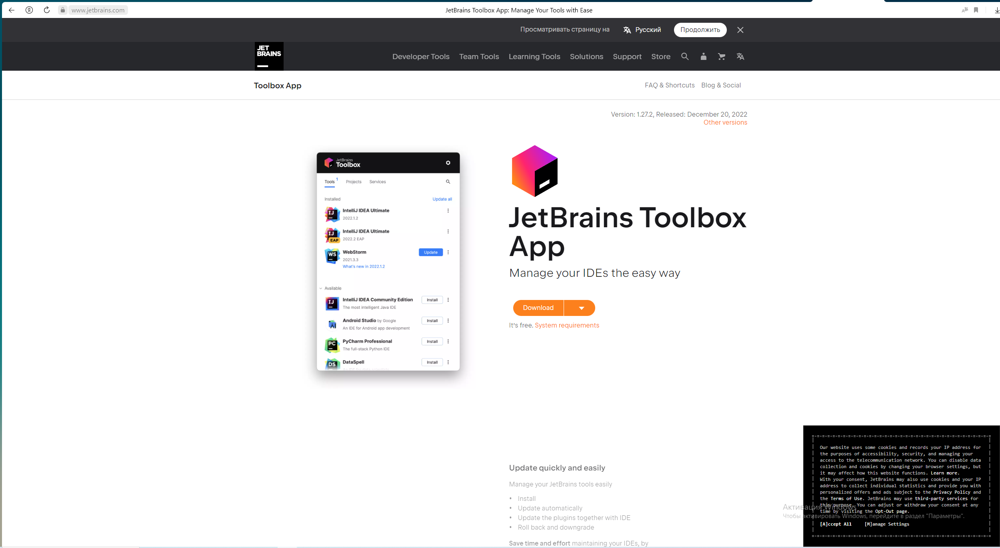 www.jetbrains.com
JetBrains Toolbox App: Manage Your Tools with Ease
Просматривать страницу на
Русский
Продолжить
JET
BRAINS
Developer Tools
Team Tools
Learning Tools
Solutions
Support
Store
Toolbox App
FAQ & Shortcuts
Blog & Social
Version: 1.27.2, Released: December 20, 2022
Other versions
JetBrains
Toolbox
Tools 1
Projects
Services
Installed
Update all
IJ
IntelliJ IDEA Ultimate
2022.1.2
IJ
EAP
IntelliJ IDEA Ultimate
2022.2 EAP
WS
WebStorm
Update
2021.3.3
What's new in 2022.1.2
Available
IJ
IntelliJ IDEA Community Edition
Install
The most intelligent Java IDE
Android Studio by Google
Install
An IDE for Android app development
PC
PyCharm Professional
Install
The full-stack Python IDE
DS
DataSpell
Install
An IDE for data scientists
JetBrains Toolbox
App
Manage your IDEs the easy way
Download
It's free. System requirements
Update quickly and easily
Manage your JetBrains tools easily
• Install
• Update automatically
• Update the plugins together with IDE
• Roll back and downgrade
Save time and effort maintaining your IDEs, by
Our website uses some cookies and records your IP address for
the purposes of accessibility, security, and managing your
access to the telecommunication network. You can disable data
collection and cookies by changing your browser settings, but
it may affect how this website functions. Learn more.
With your consent, JetBrains may also use cookies and your IP
address to collect individual statistics and provide you with
personalized offers and ads subject to the Privacy Policy and
the Terms of Use. JetBrains may use third-party services for
this purpose. You can adjust or withdraw your consent at any
time by visiting the Opt-Out page.
[A]ccept All
[M]anage Settings
Активация Windows
Чтобы активировать Windows, перейдите в раздел "Параметры".